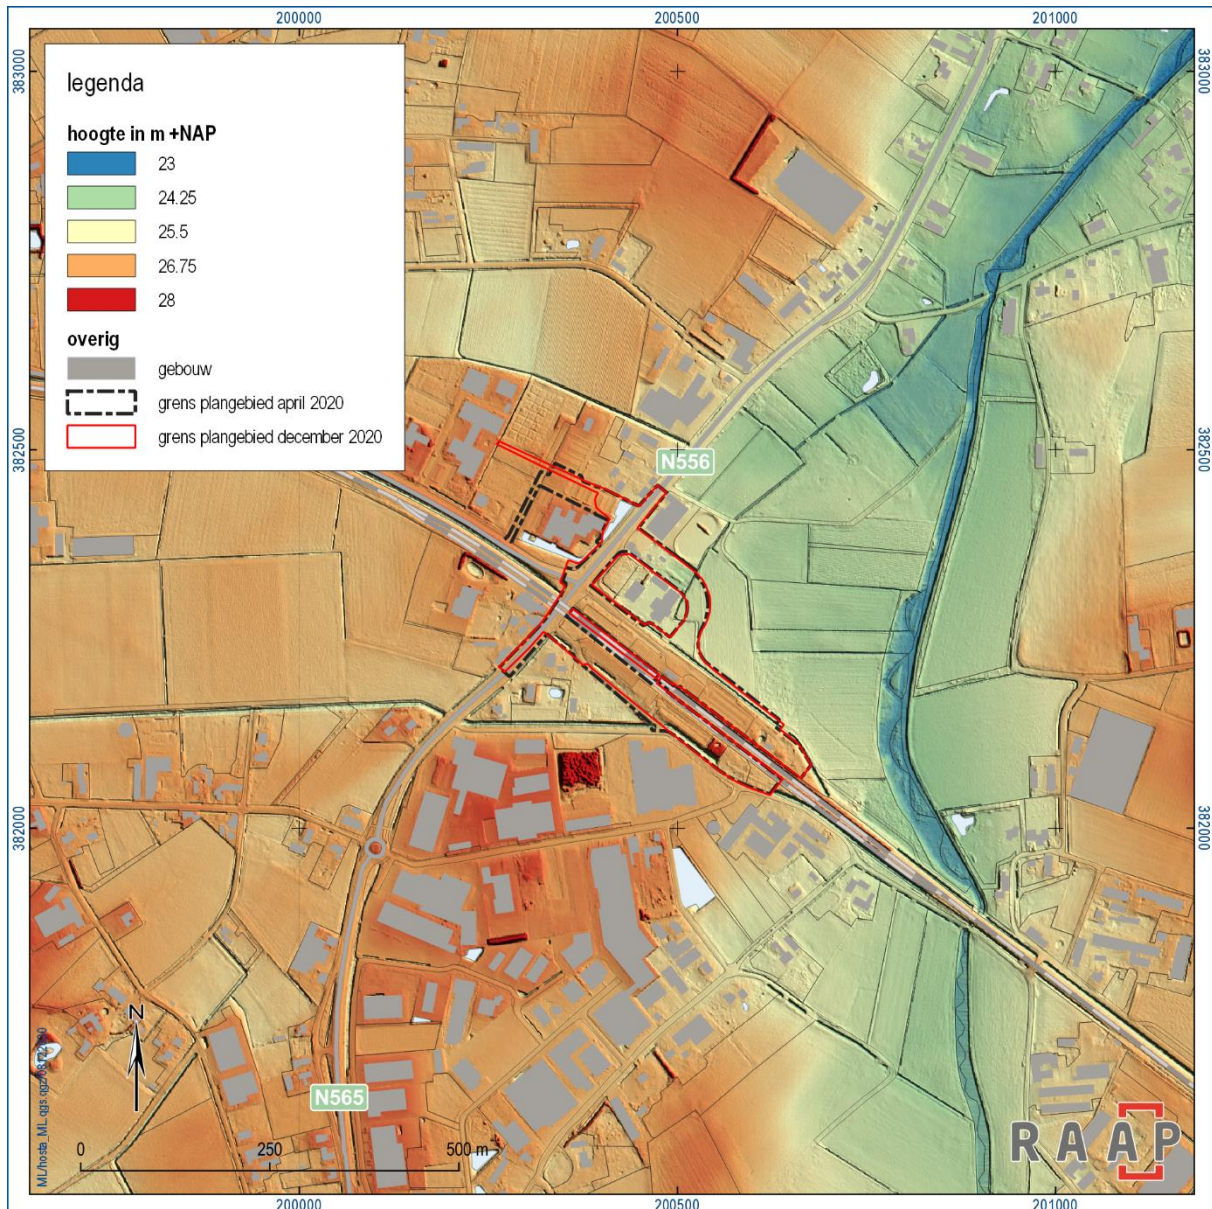 200000 200500 201000
383000 383000
legenda
hoogte in m +NAP
23
24.25
25.5
26.75
28
overig
gebouw
grens plangebied april 2020
grens plangebied december 2020
382500 N556 382500
382000 382000
N
N565
0 250 500 m
RAAP
200000 200500 201000